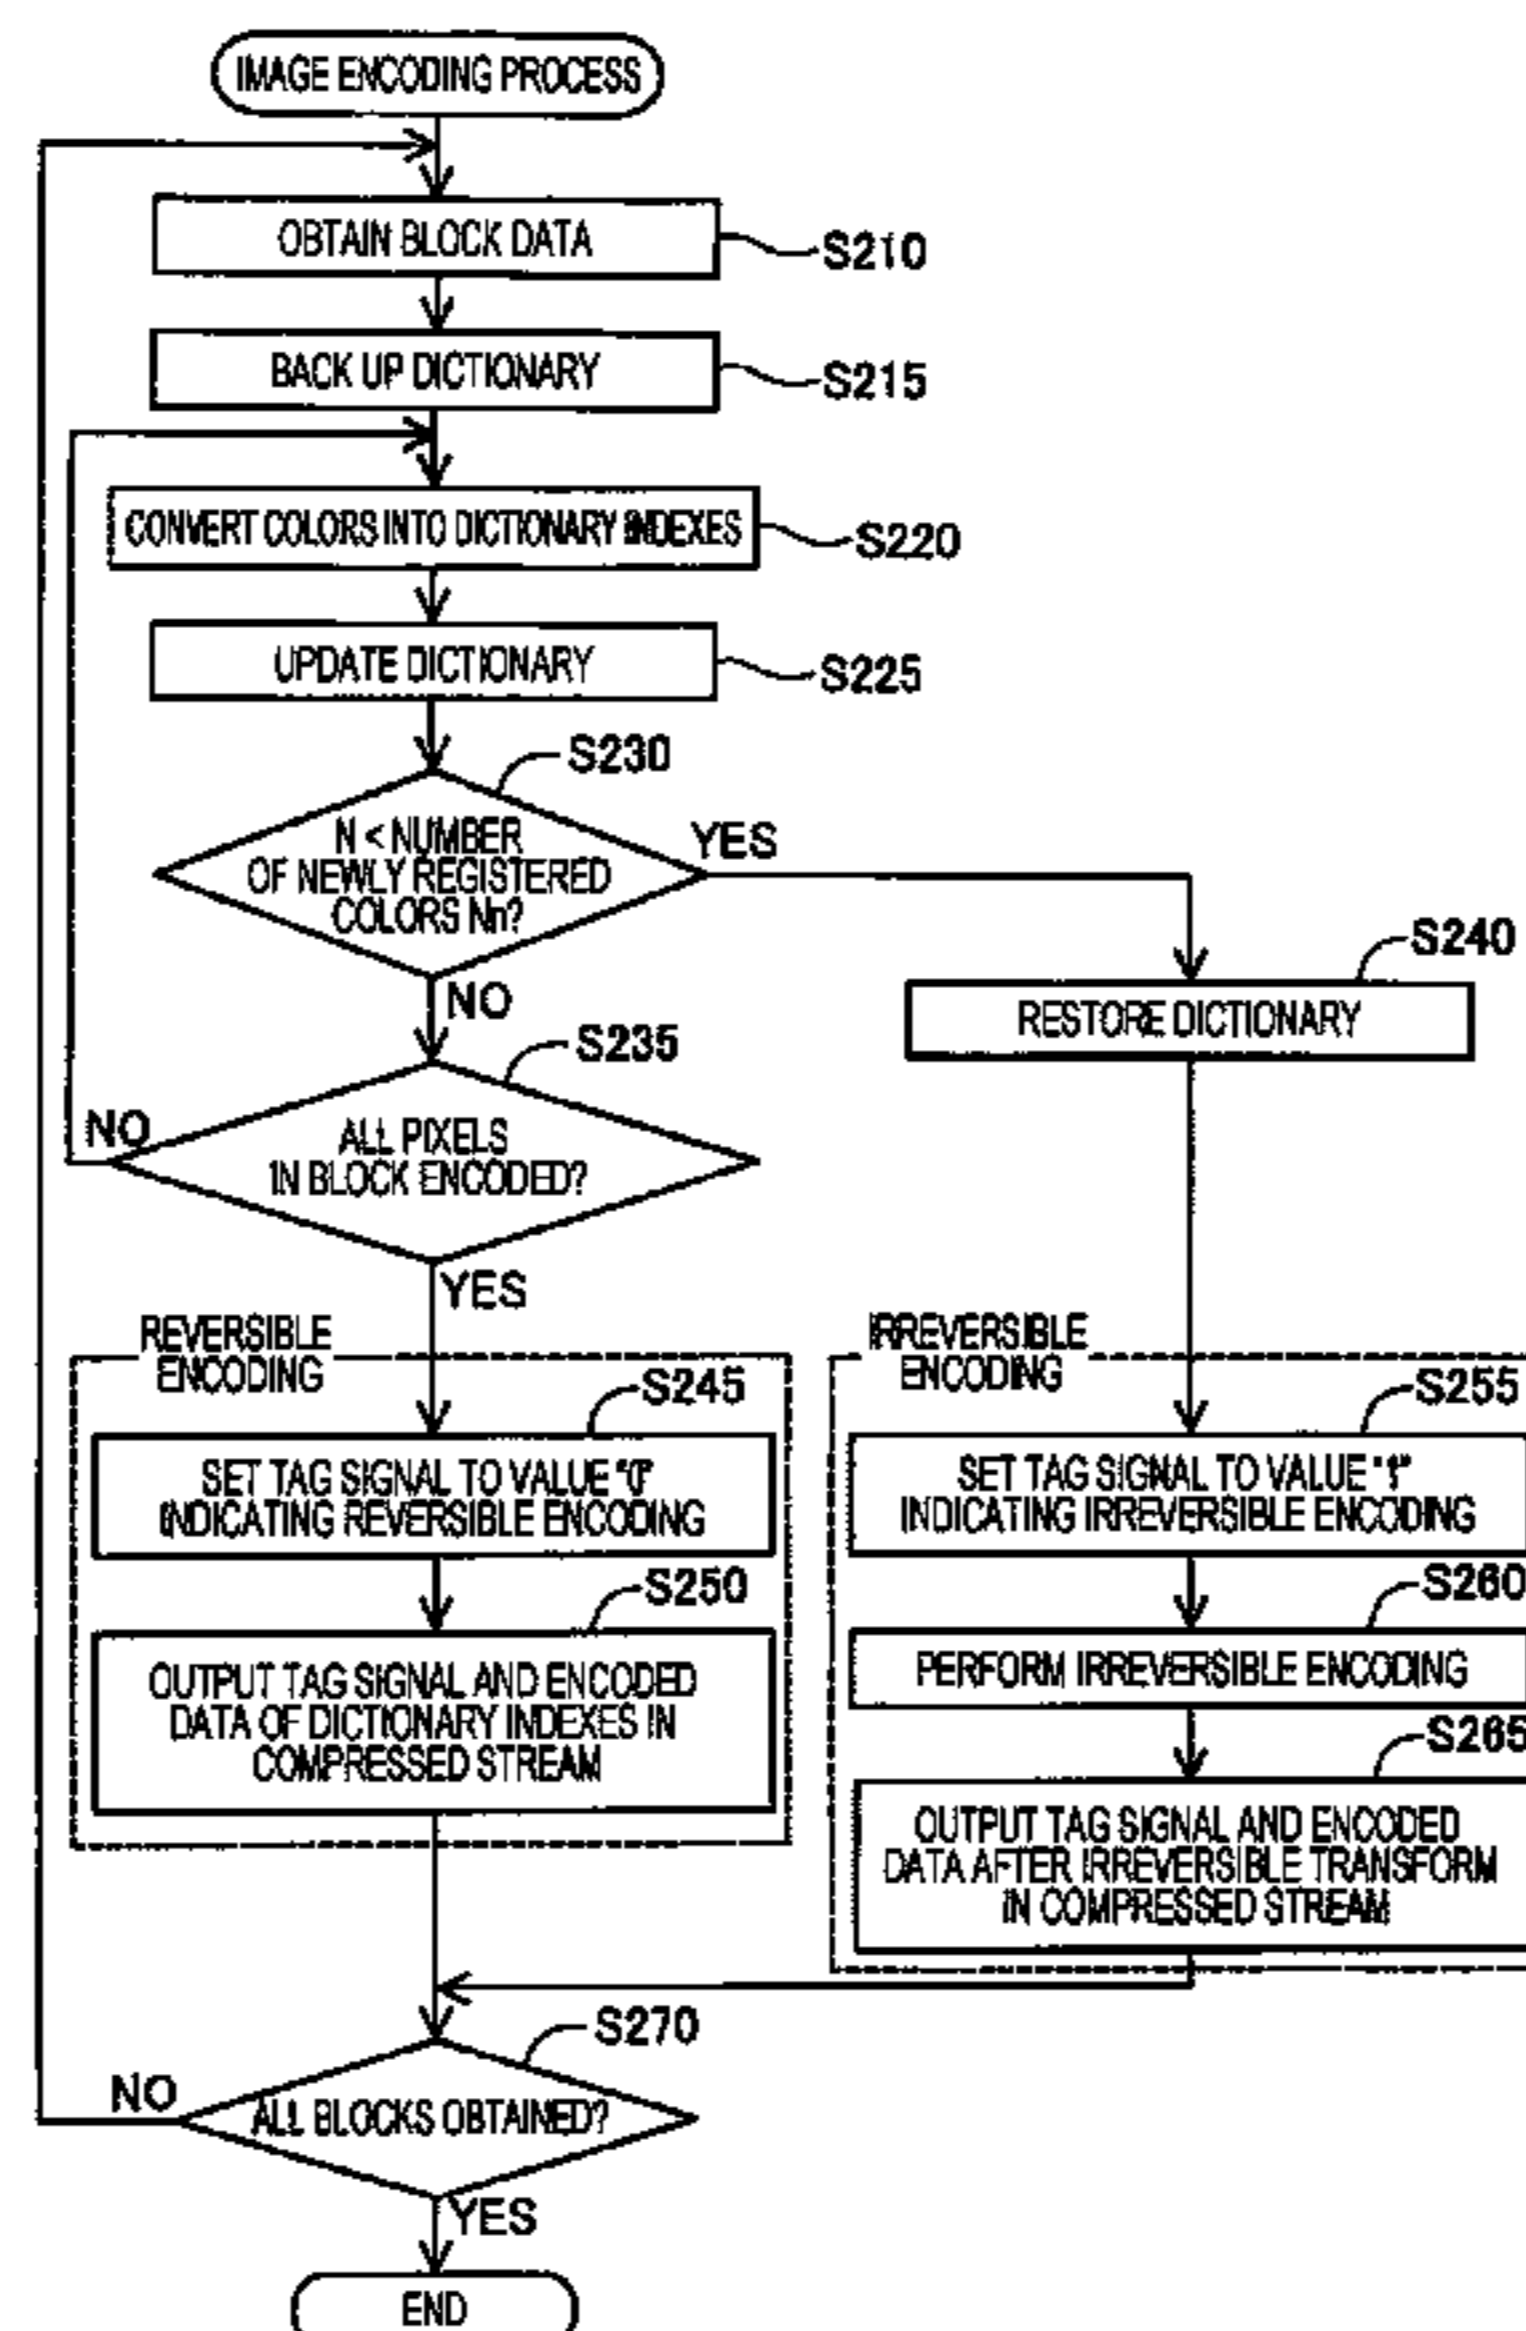 IMAGE ENCODING PROCESS
OBTAIN BLOCK DATA
S210
BACK UP DICTIONARY
S215
CONVERT COLORS INTO DICTIONARY INDEXES
S220
UPDATE DICTIONARY
S225
S230
N < NUMBER
OF NEWLY REGISTERED
COLORS Nn?
YES
NO
S240
RESTORE DICTIONARY
S235
ALL PIXELS
IN BLOCK ENCODED?
NO
YES
REVERSIBLE
ENCODING
S245
SET TAG SIGNAL TO VALUE "0"
INDICATING REVERSIBLE ENCODING
S250
OUTPUT TAG SIGNAL AND ENCODED
DATA OF DICTIONARY INDEXES IN
COMPRESSED STREAM
IRREVERSIBLE
ENCODING
S255
SET TAG SIGNAL TO VALUE "1"
INDICATING IRREVERSIBLE ENCODING
S260
PERFORM IRREVERSIBLE ENCODING
S265
OUTPUT TAG SIGNAL AND ENCODED
DATA AFTER IRREVERSIBLE TRANSFORM
IN COMPRESSED STREAM
S270
ALL BLOCKS OBTAINED?
NO
YES
END